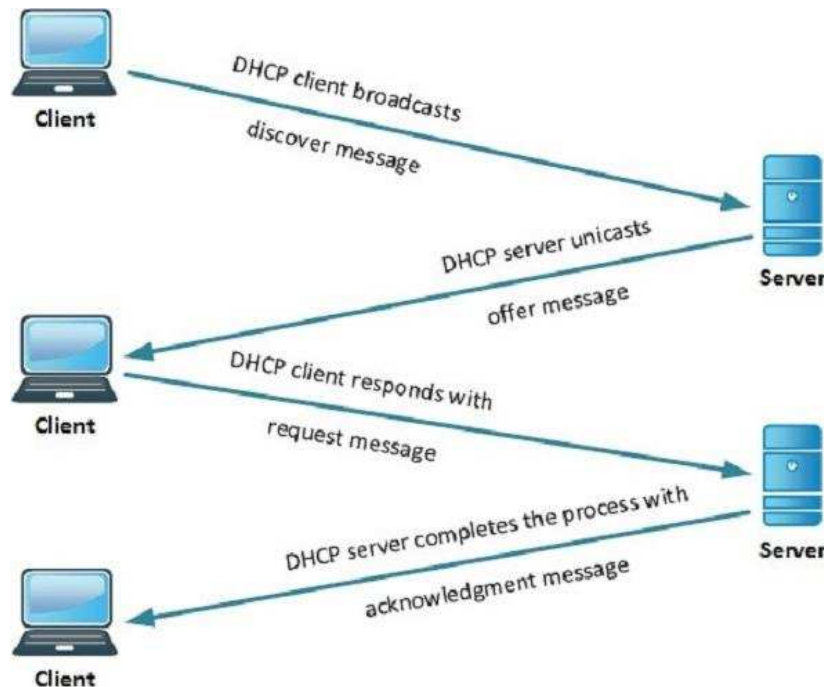 Client
DHCP client broadcasts
discover message
Server
DHCP server unicasts
offer message
Client
DHCP client responds with
request message
Server
DHCP server completes the process with
acknowledgment message
Client